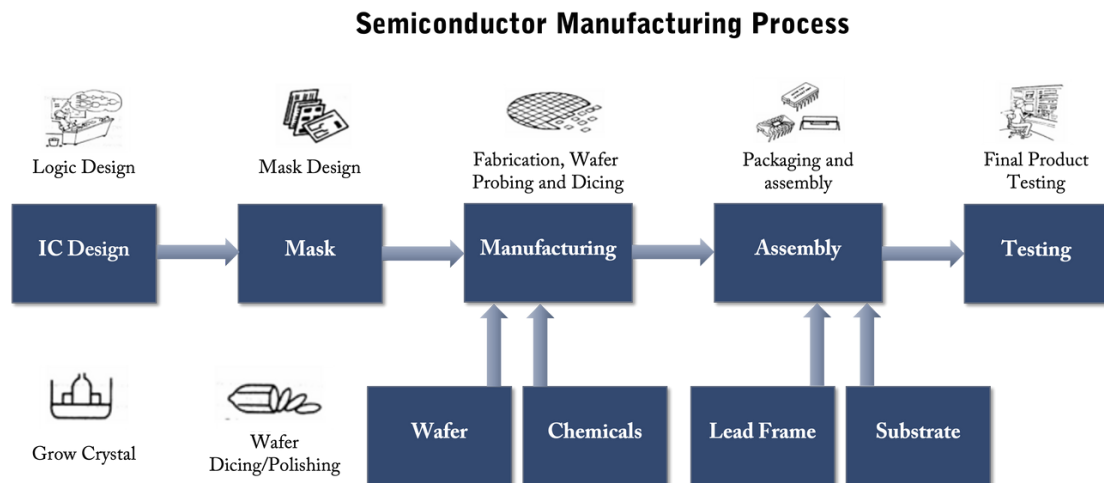 Semiconductor Manufacturing Process
Logic Design
Mask Design
Fabrication, Wafer
Probing and Dicing
Packaging and
assembly
Final Product
Testing
IC Design
Mask
Manufacturing
Assembly
Testing
Grow Crystal
Wafer
Dicing/Polishing
Wafer
Chemicals
Lead Frame
Substrate